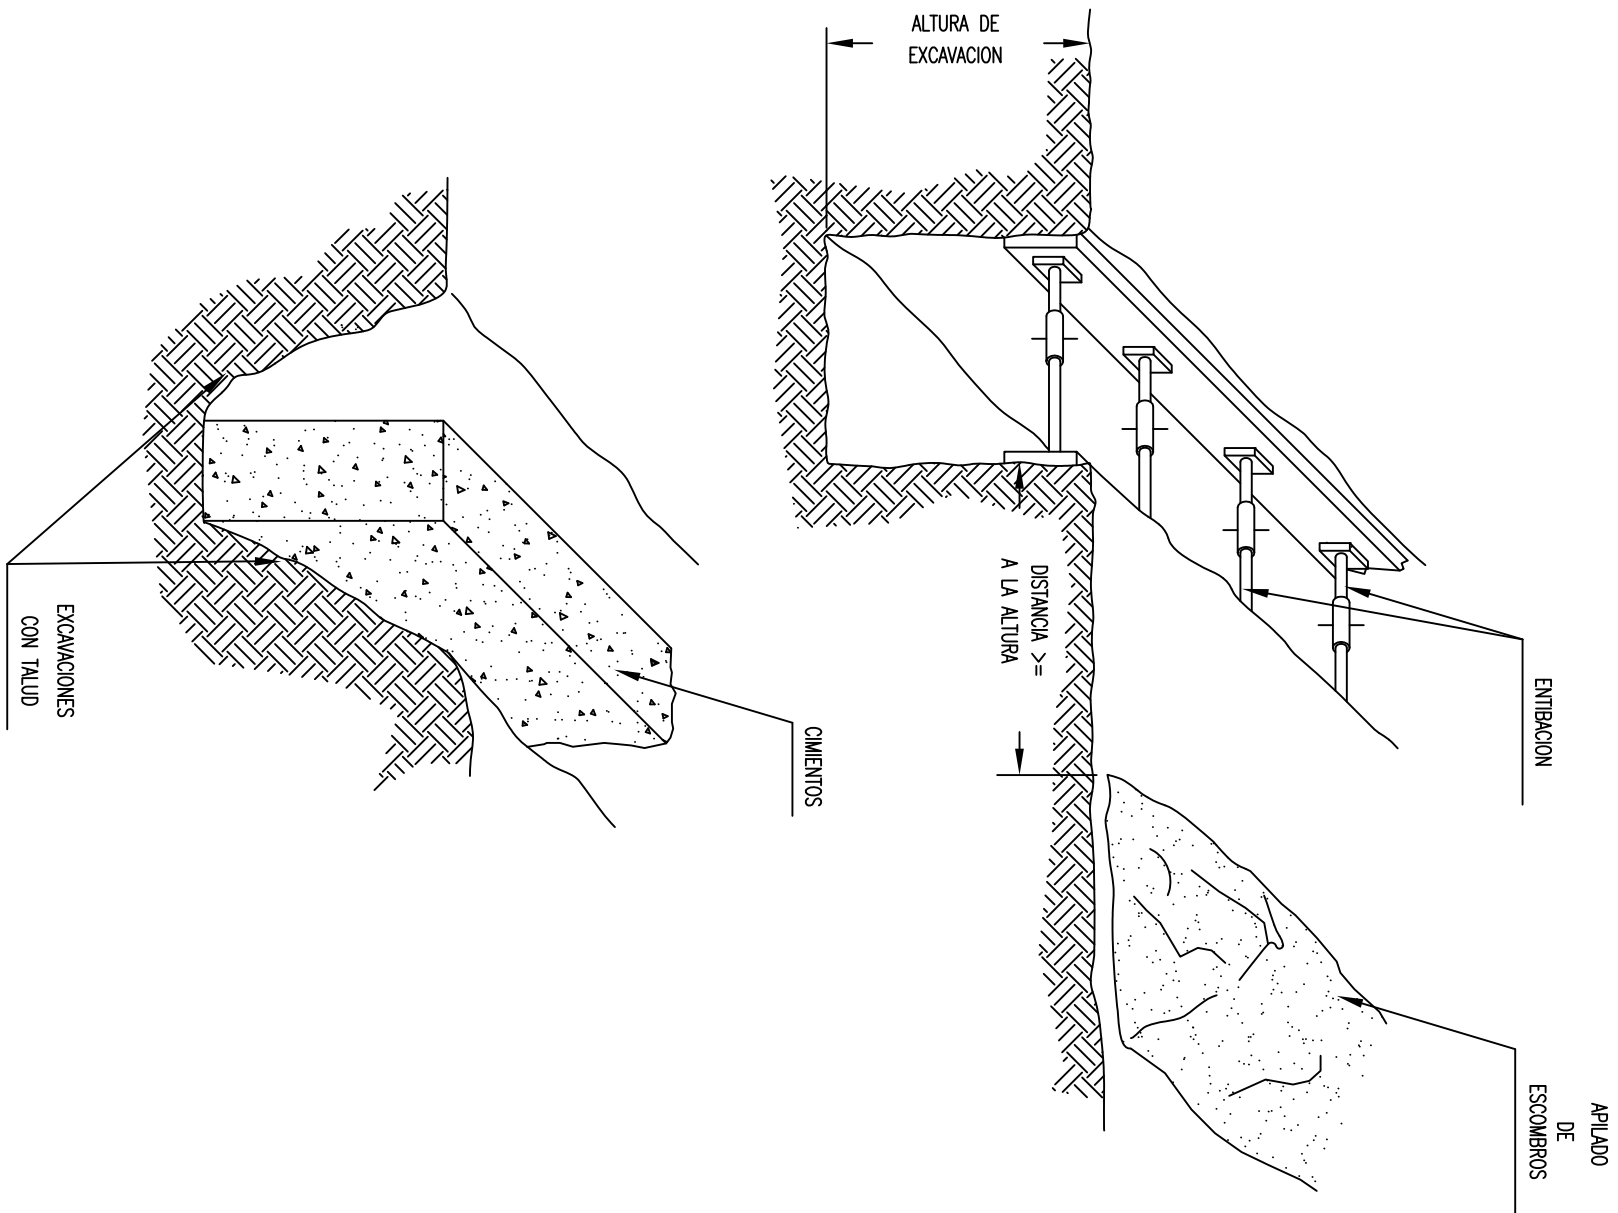 ALTURA DE
EXCAVACION
DISTANCIA >=
A LA ALTURA
ENTIBACION
APILADO
DE
ESCOMBROS
CIMIENTOS
EXCAVACIONES
CON TALUD